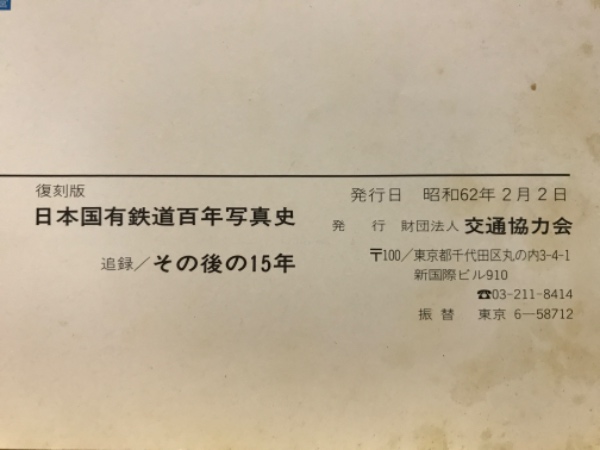 復刻版
日本国有鉄道百年写真史
追録/その後の15年
発行日 昭和62年2月2日
発行 財団法人 交通協力会
〒100/東京都千代田区丸の内3-4-1
新国際ビル910
☎03-211-8414
振替 東京 6-58712